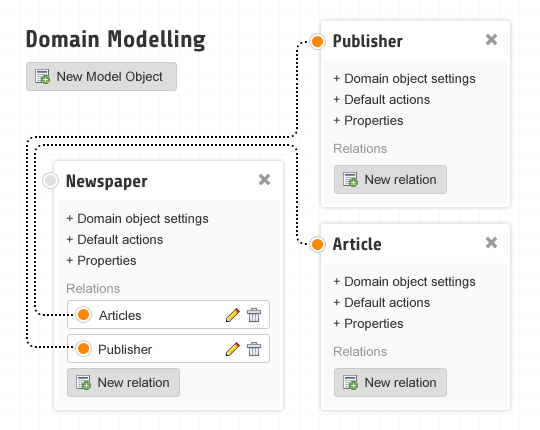 Domain Modelling
New Model Object
Publisher
+ Domain object settings
+ Default actions
+ Properties
Relations
New relation
Newspaper
+ Domain object settings
+ Default actions
+ Properties
Relations
Articles
Publisher
New relation
Article
+ Domain object settings
+ Default actions
+ Properties
Relations
New relation